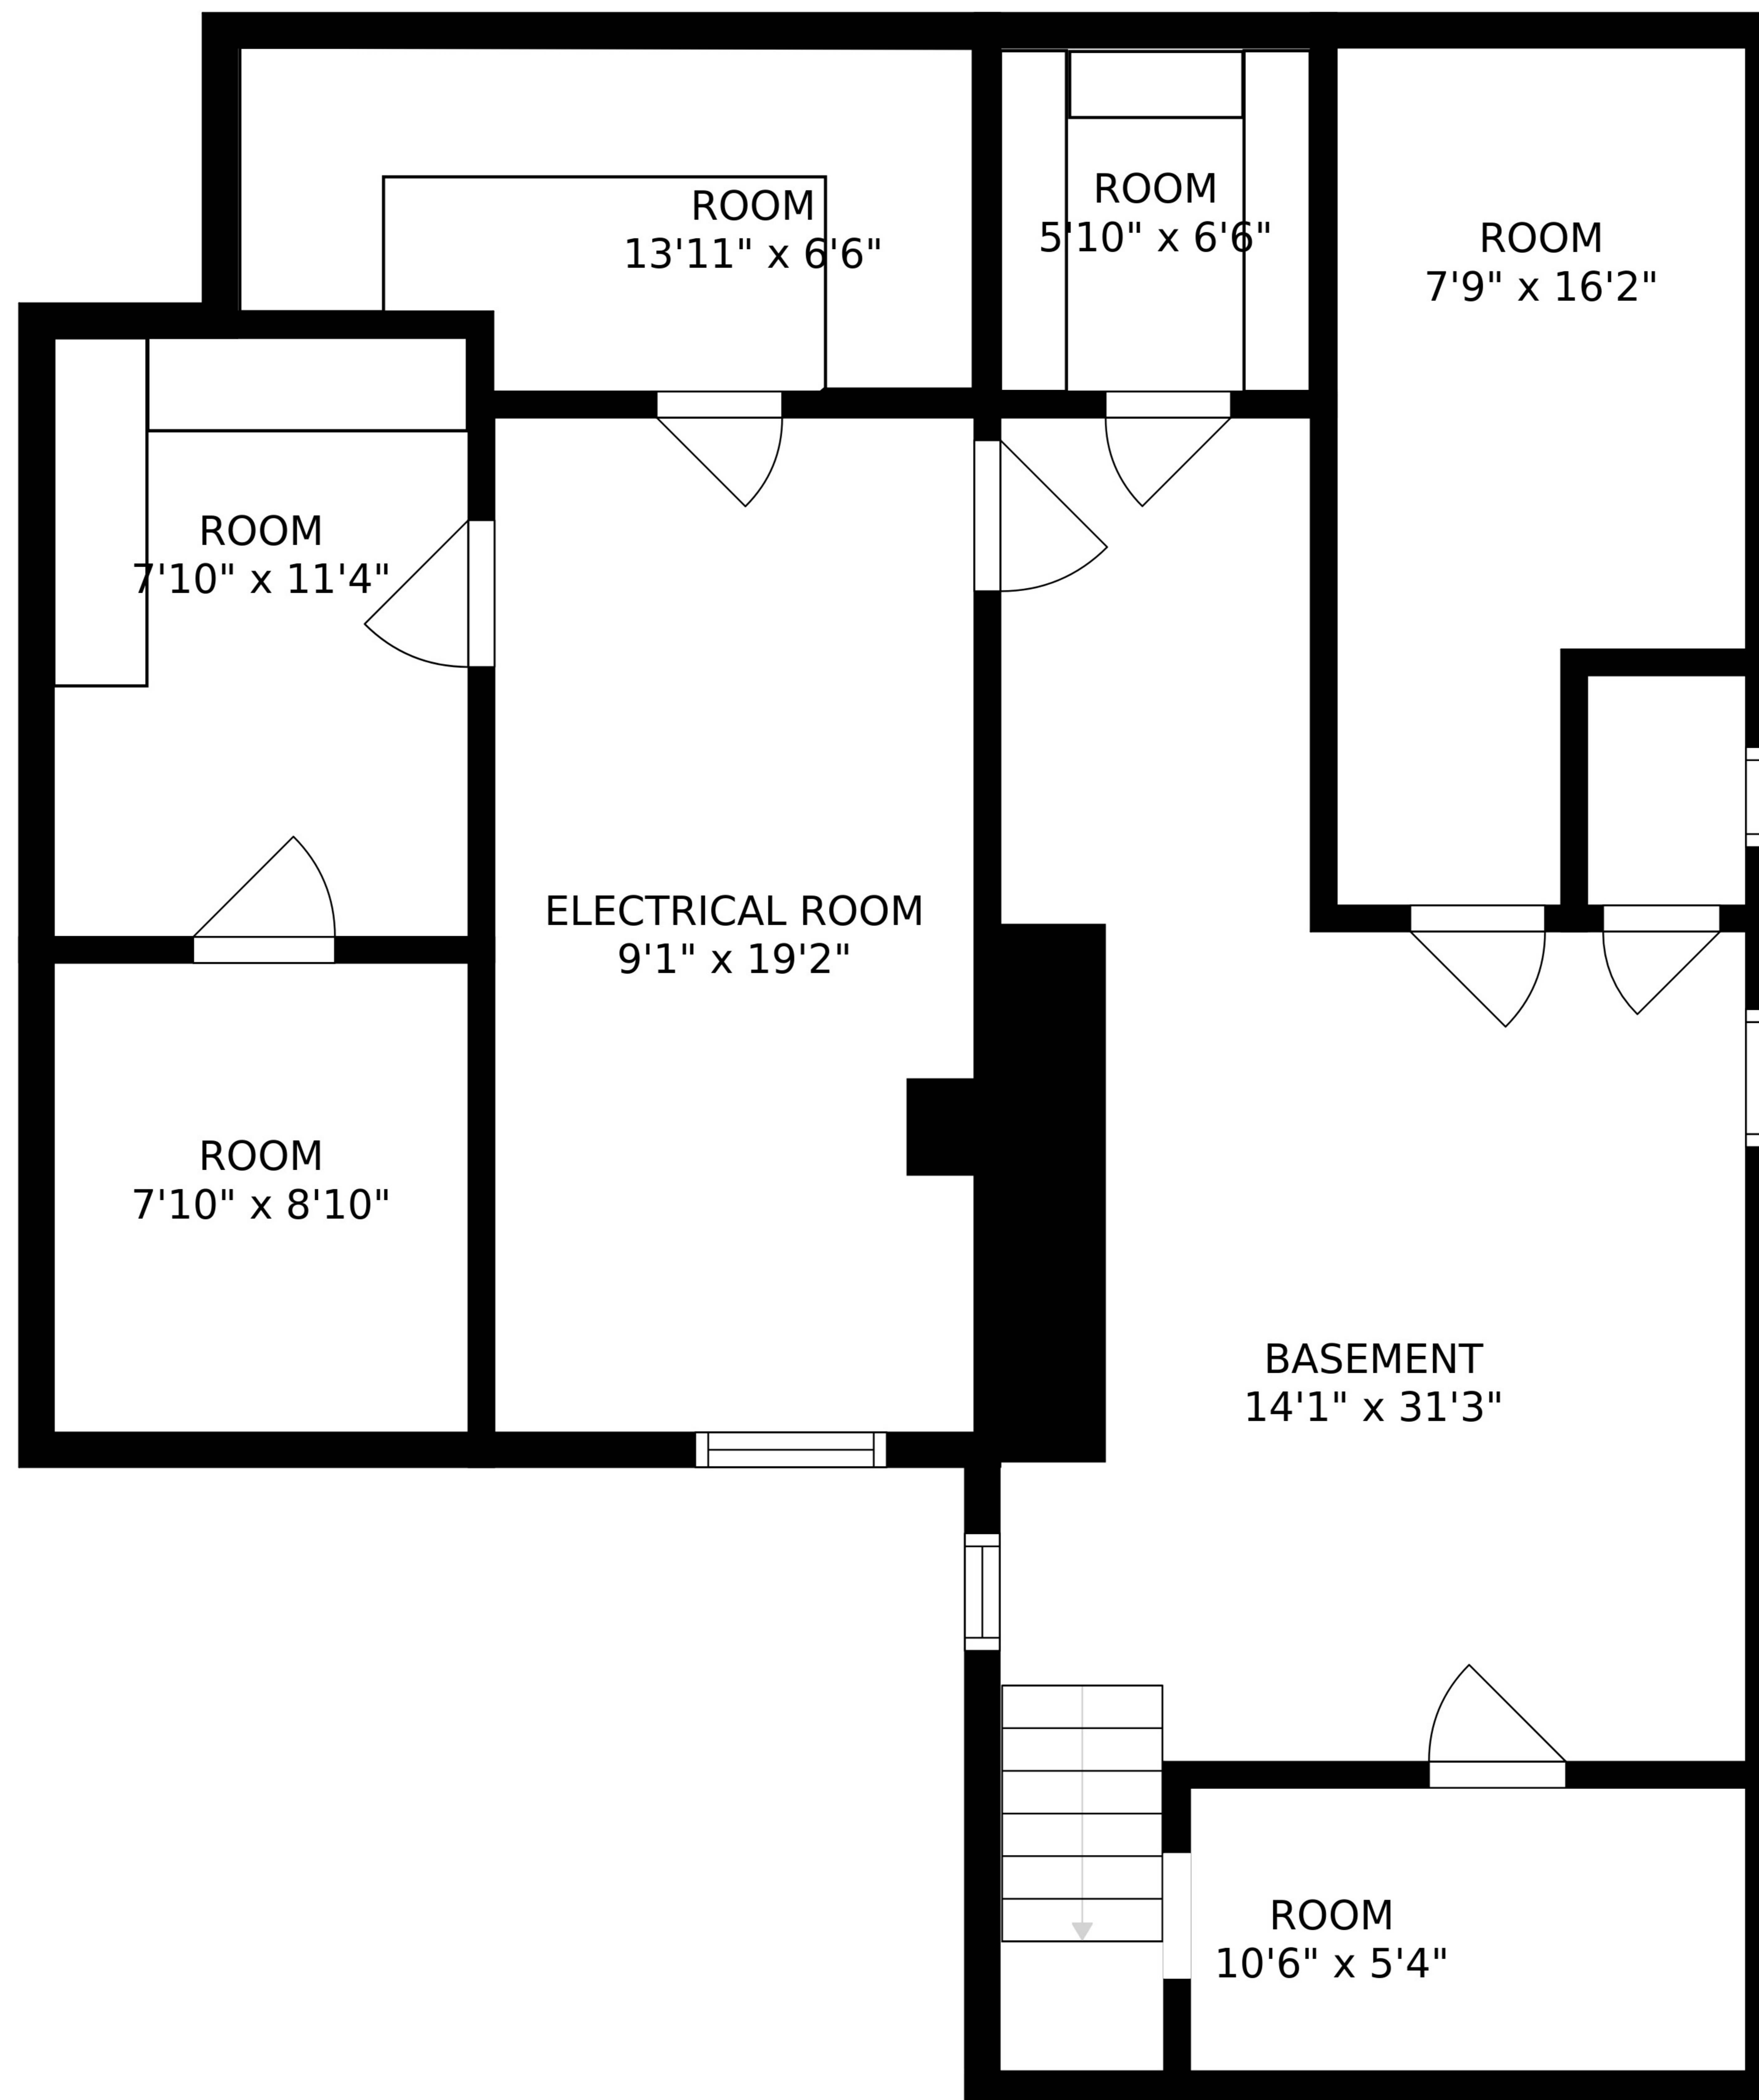 ROOM
13'11" x 6'6"
ROOM
5'10" x 6'6"
ROOM
7'9" x 16'2"
ROOM
7'10" x 11'4"
ELECTRICAL ROOM
9'1" x 19'2"
ROOM
7'10" x 8'10"
BASEMENT
14'1" x 31'3"
ROOM
10'6" x 5'4"